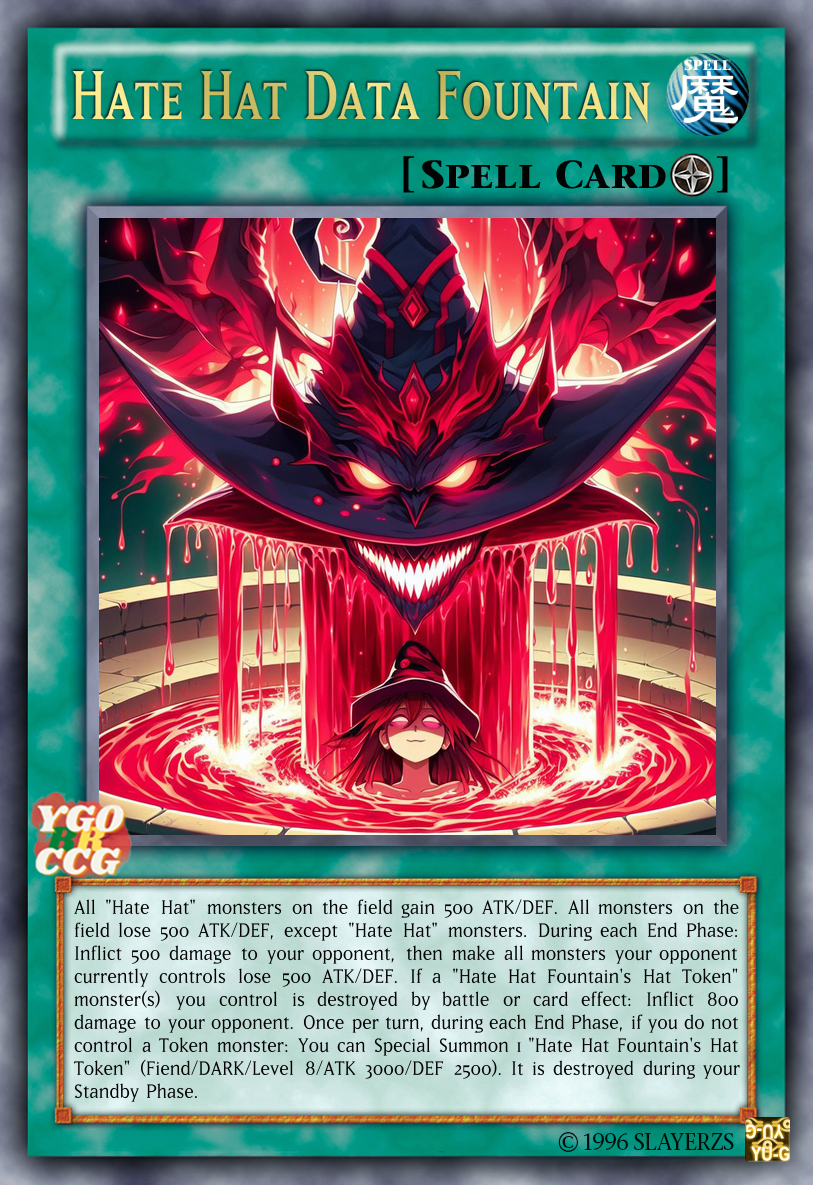 HATE HAT DATA FOUNTAIN
SPELL
魔
[SPELL CARD]
YGO
BR
CCG
All "Hate Hat" monsters on the field gain 500 ATK/DEF. All monsters on the
field lose 500 ATK/DEF, except "Hate Hat" monsters. During each End Phase:
Inflict 500 damage to your opponent, then make all monsters your opponent
currently controls lose 500 ATK/DEF. If a "Hate Hat Fountain's Hat Token"
monster(s) you control is destroyed by battle or card effect: Inflict 800
damage to your opponent. Once per turn, during each End Phase, if you do not
control a Token monster: You can Special Summon 1 "Hate Hat Fountain's Hat
Token" (Fiend/DARK/Level 8/ATK 3000/DEF 2500). It is destroyed during your
Standby Phase.
© 1996 SLAYERZS
YU-G